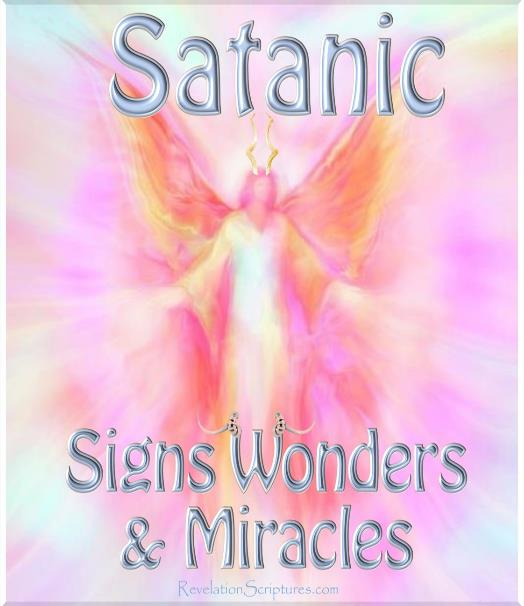 Satanic
Signs Wonders
& Miracles
RevelationScriptures.com